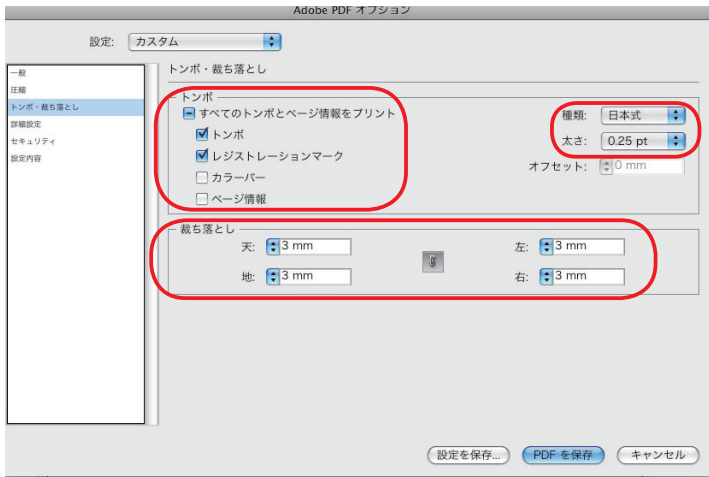 Adobe PDF オプション
設定: カスタム
一般
圧縮
トンボ・裁ち落とし
詳細設定
セキュリティ
設定内容
トンボ・裁ち落とし
トンボ
すべてのトンボとページ情報をプリント
トンボ
レジストレーションマーク
カラーバー
ページ情報
種類: 日本式
太さ: 0.25 pt
オフセット: 0 mm
裁ち落とし
天: 3 mm 左: 3 mm
地: 3 mm 右: 3 mm
設定を保存... PDF を保存 キャンセル